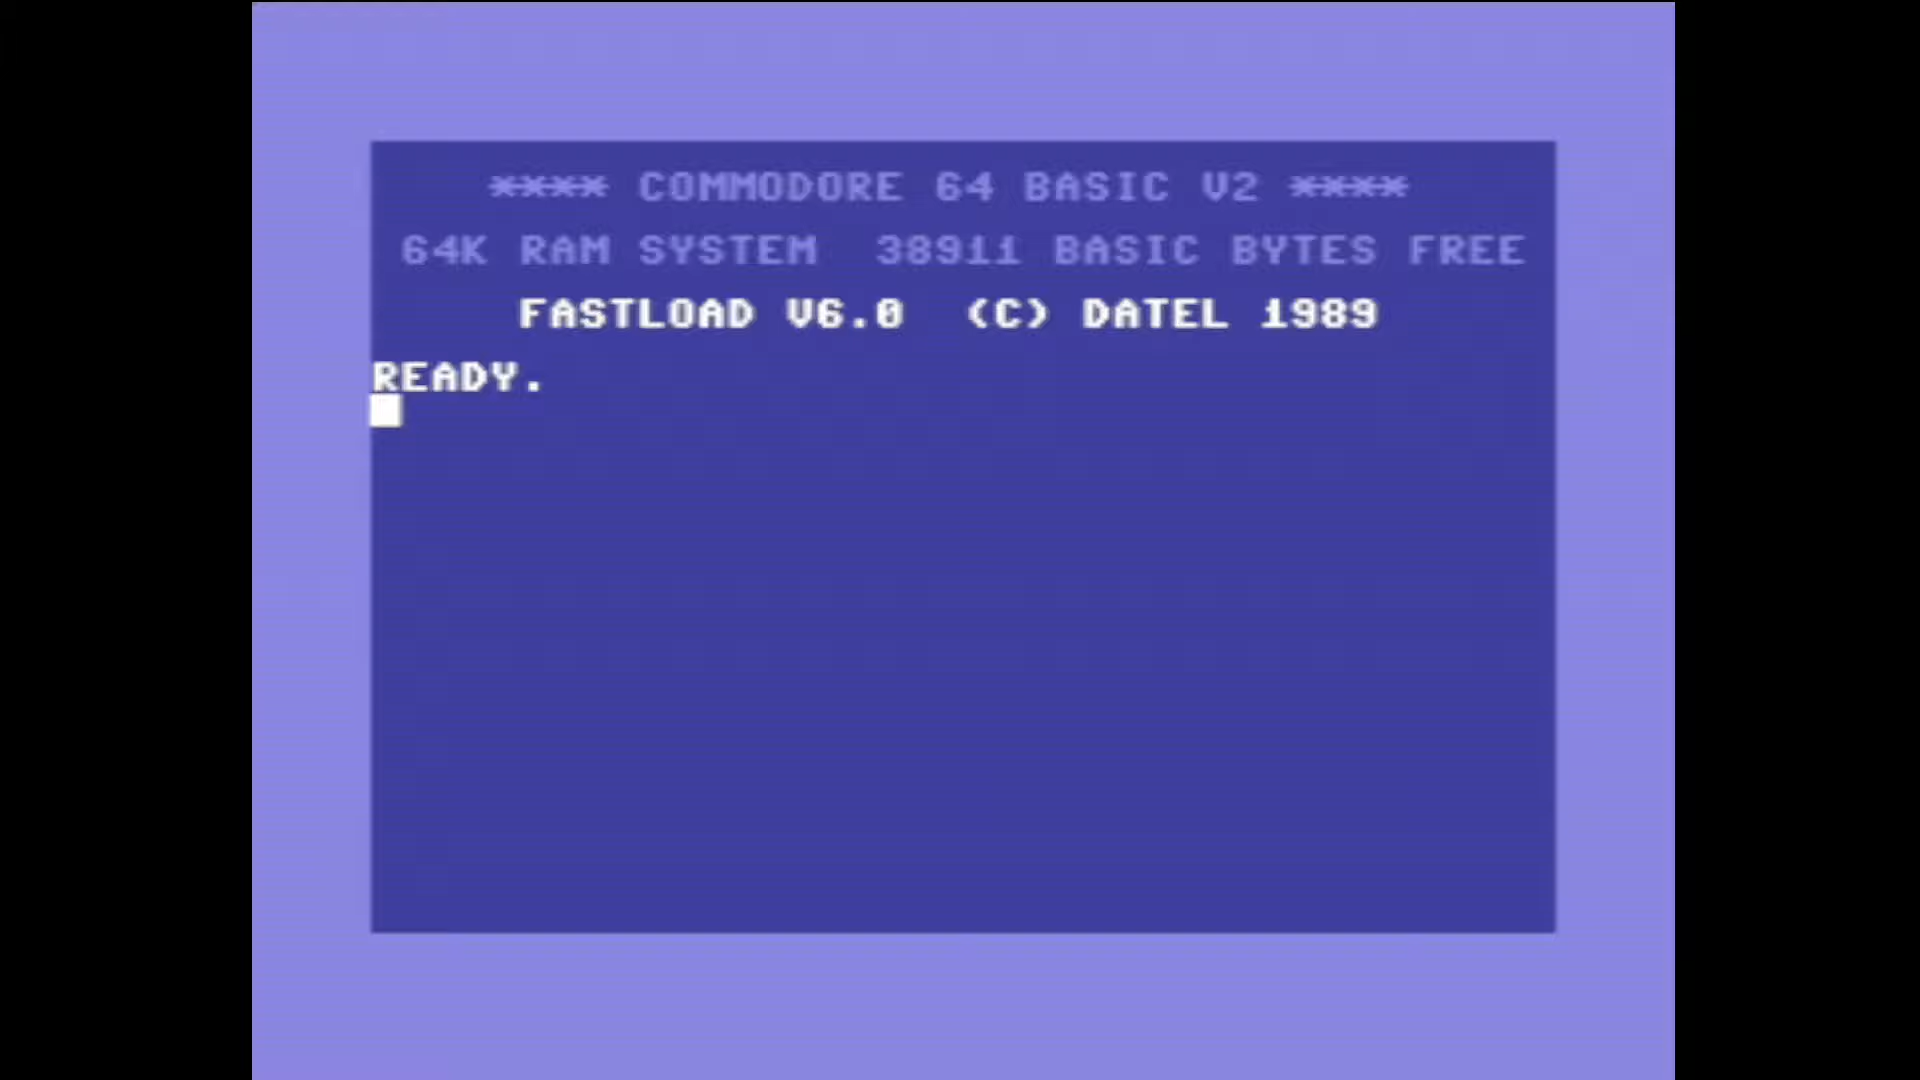 **** COMMODORE 64 BASIC V2 ****
64K RAM SYSTEM  38911 BASIC BYTES FREE
FASTLOAD V6.0  (C) DATEL 1989
READY.